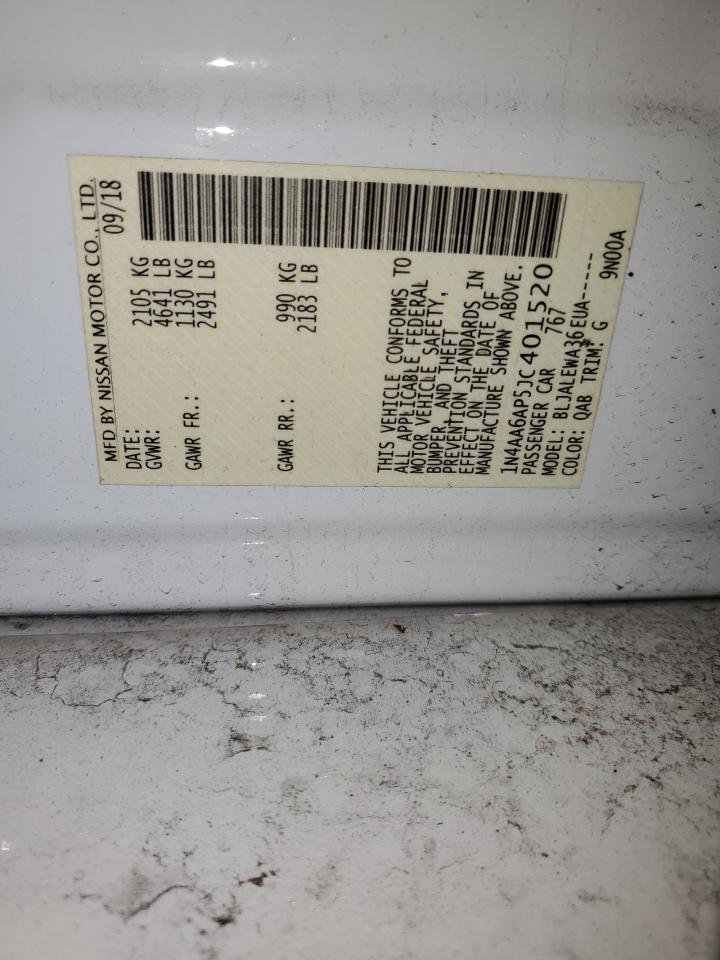 MFD BY NISSAN MOTOR CO., LTD.
DATE: 09/18
GVWR: 2105 KG
4641 LB
GAWR FR.: 1130 KG
2491 LB
GAWR RR.: 990 KG
2183 LB
THIS VEHICLE CONFORMS TO
ALL APPLICABLE FEDERAL
MOTOR VEHICLE SAFETY,
BUMPER, AND THEFT
PREVENTION STANDARDS IN
EFFECT ON THE DATE OF
MANUFACTURE SHOWN ABOVE.
1N4AA6AP5JC401520
PASSENGER CAR 767
MODEL: BLJALEWA36EUA-----
COLOR: QAB TRIM: G 9N00A